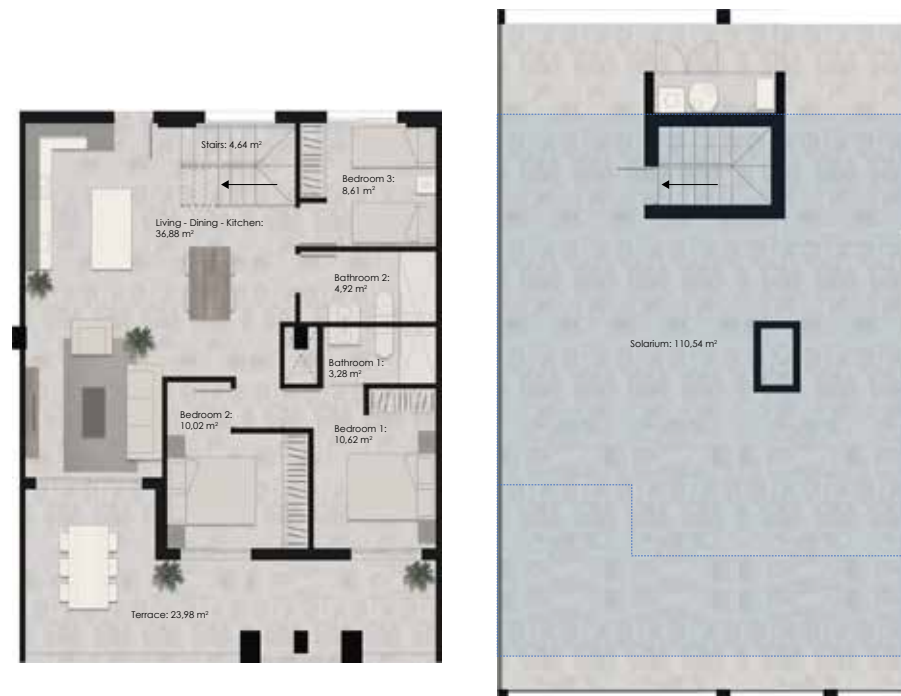 Stairs: 4,64 m²
Bedroom 3:
8,61 m²
Living - Dining - Kitchen:
36,88 m²
Bathroom 2:
4,92 m²
Bathroom 1:
3,28 m²
Bedroom 2:
10,02 m²
Bedroom 1:
10,62 m²
Terrace: 23,98 m²
Solarium: 110,54 m²